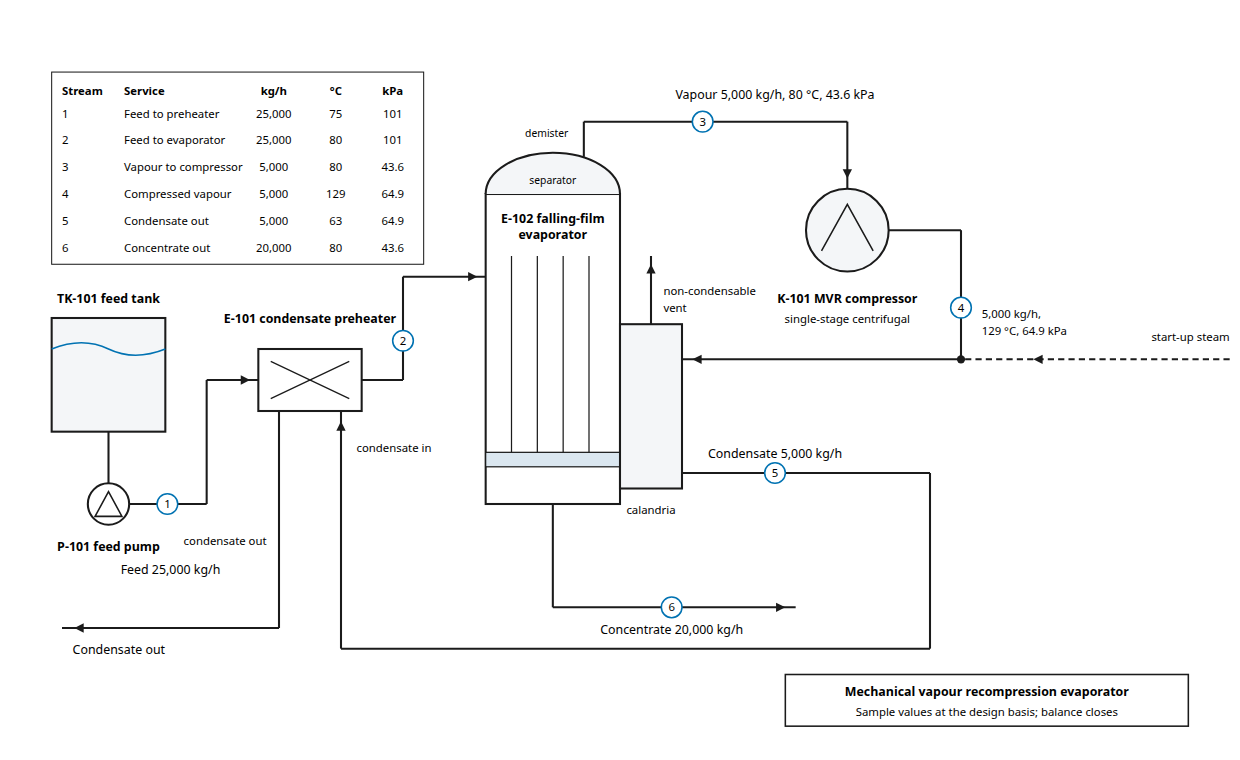 Stream Service kg/h °C kPa
1 Feed to preheater 25,000 75 101
2 Feed to evaporator 25,000 80 101
3 Vapour to compressor 5,000 80 43.6
4 Compressed vapour 5,000 129 64.9
5 Condensate out 5,000 63 64.9
6 Concentrate out 20,000 80 43.6
Vapour 5,000 kg/h, 80 °C, 43.6 kPa
3
demister
separator
E-102 falling-film
evaporator
TK-101 feed tank
E-101 condensate preheater
2
non-condensable
vent
K-101 MVR compressor
single-stage centrifugal
4
5,000 kg/h,
129 °C, 64.9 kPa
start-up steam
condensate in
Condensate 5,000 kg/h
5
calandria
1
P-101 feed pump
condensate out
Feed 25,000 kg/h
6
Concentrate 20,000 kg/h
Condensate out
Mechanical vapour recompression evaporator
Sample values at the design basis; balance closes